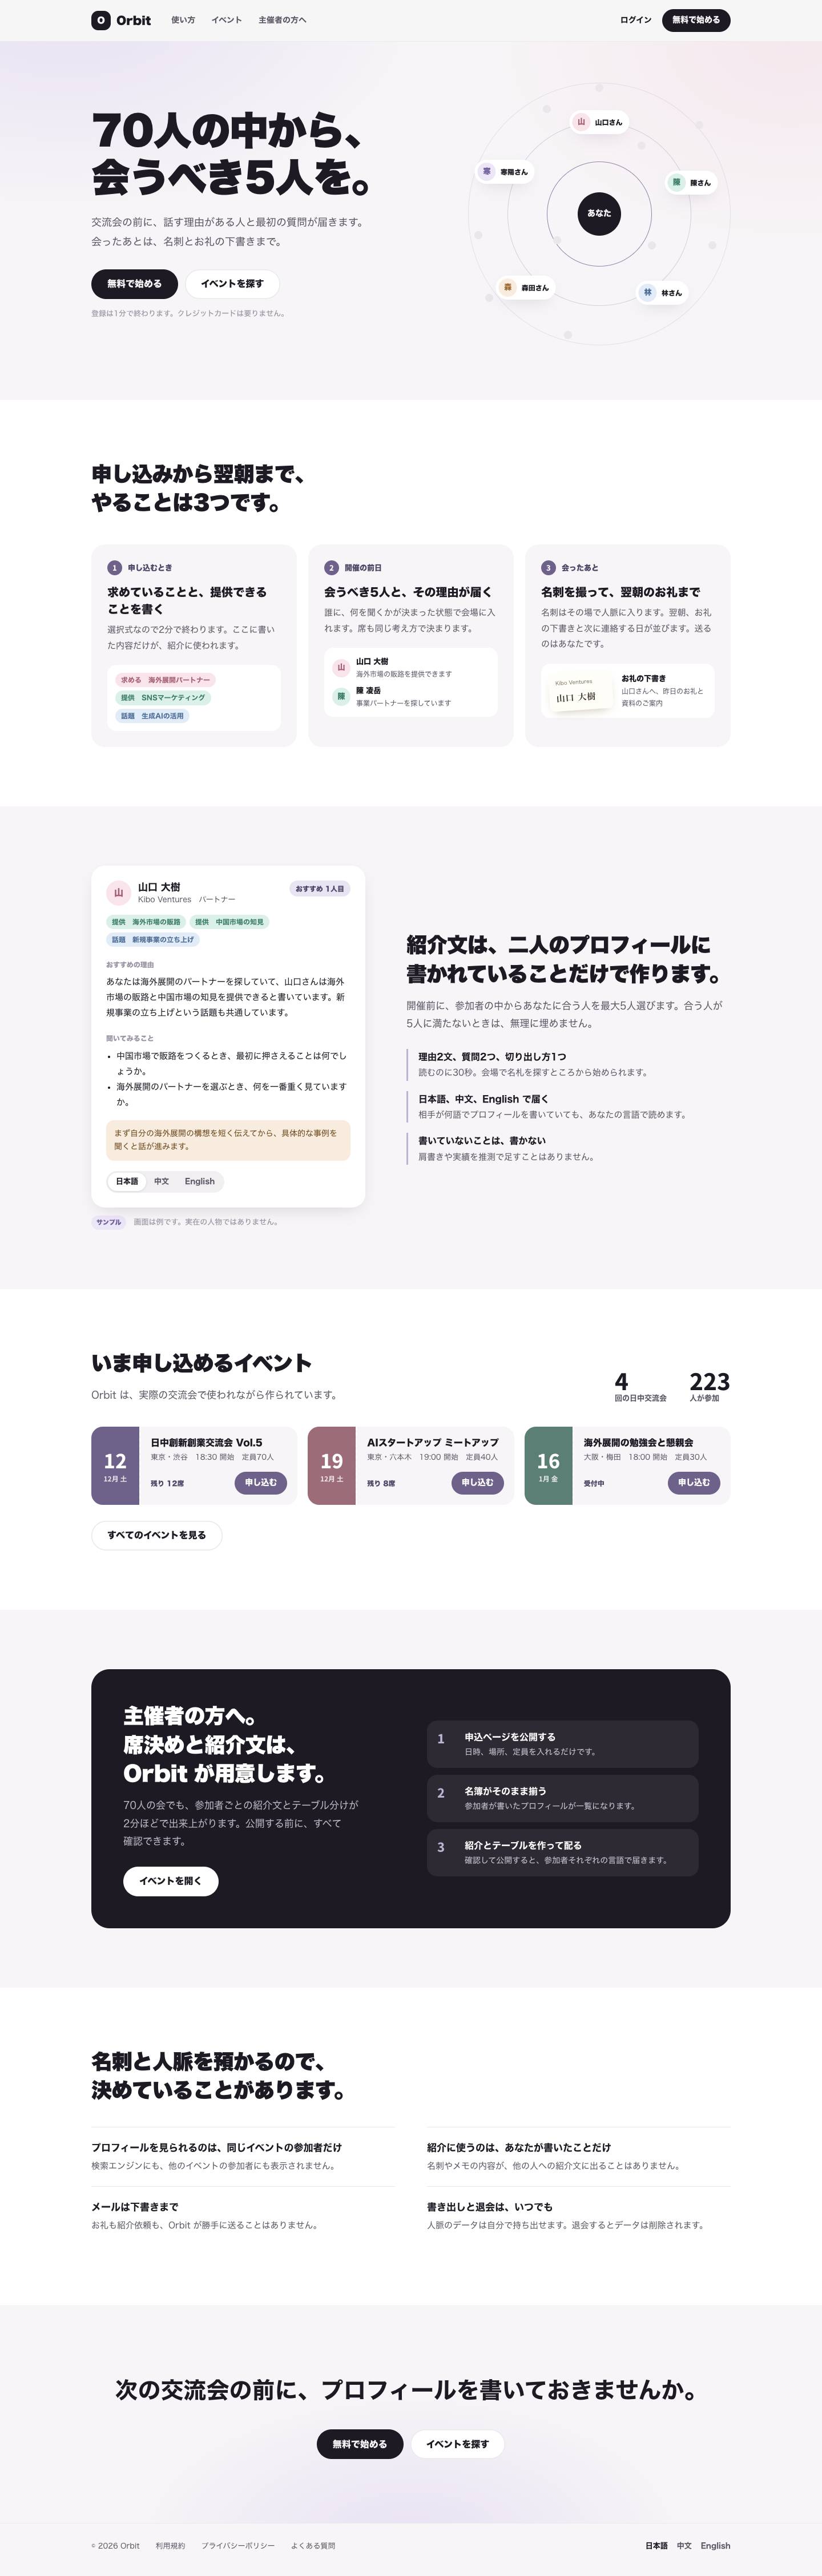 O Orbit 使い方 イベント 主催者の方へ ログイン 無料で始める
70人の中から、
会うべき5人を。
交流会の前に、話す理由がある人と最初の質問が届きます。
会ったあとは、名刺とお礼の下書きまで。
無料で始める イベントを探す
登録は1分で終わります。クレジットカードは要りません。
山 山口さん
寒 寒陽さん
陳 陳さん
あなた
森 森田さん
林 林さん
申し込みから翌朝まで、
やることは3つです。
1 申し込むとき
求めていることと、提供できる
ことを書く
選択式なので2分で終わります。ここに書い
た内容だけが、紹介に使われます。
求める 海外展開パートナー
提供 SNSマーケティング
話題 生成AIの活用
2 開催の前日
会うべき5人と、その理由が届く
誰に、何を聞くかが決まった状態で会場に入
れます。席も同じ考え方で決まります。
山 山口 大樹
海外市場の販路を提供できます
陳 陳 凌岳
事業パートナーを探しています
3 会ったあと
名刺を撮って、翌朝のお礼まで
名刺はその場で人脈に入ります。翌朝、お礼
の下書きと次に連絡する日が並びます。送る
のはあなたです。
Kibo Ventures
山口 大樹
お礼の下書き
山口さんへ、昨日のお礼と
資料のご案内
山 山口 大樹
Kibo Ventures パートナー
おすすめ 1人目
提供 海外市場の販路 提供 中国市場の知見
話題 新規事業の立ち上げ
おすすめの理由
あなたは海外展開のパートナーを探していて、山口さんは海外
市場の販路と中国市場の知見を提供できると書いています。新
規事業の立ち上げという話題も共通しています。
聞いてみること
• 中国市場で販路をつくるとき、最初に押さえることは何でし
ょうか。
• 海外展開のパートナーを選ぶとき、何を一番重く見ています
か。
まず自分の海外展開の構想を短く伝えてから、具体的な事例を
聞くと話が進みます。
日本語 中文 English
サンプル 画面は例です。実在の人物ではありません。
紹介文は、二人のプロフィールに
書かれていることだけで作ります。
開催前に、参加者の中からあなたに合う人を最大5人選びます。合う人が
5人に満たないときは、無理に埋めません。
理由2文、質問2つ、切り出し方1つ
読むのに30秒。会場で名札を探すところから始められます。
日本語、中文、English で届く
相手が何語でプロフィールを書いていても、あなたの言語で読めます。
書いていないことは、書かない
肩書きや実績を推測で足すことはありません。
いま申し込めるイベント
Orbit は、実際の交流会で使われながら作られています。
4
回の日中交流会
223
人が参加
12
12月 土
日中創新創業交流会 Vol.5
東京・渋谷 18:30 開始 定員70人
残り 12席 申し込む
19
12月 土
AIスタートアップ ミートアップ
東京・六本木 19:00 開始 定員40人
残り 8席 申し込む
16
1月 金
海外展開の勉強会と懇親会
大阪・梅田 18:00 開始 定員30人
受付中 申し込む
すべてのイベントを見る
主催者の方へ。
席決めと紹介文は、
Orbit が用意します。
70人の会でも、参加者ごとの紹介文とテーブル分けが
2分ほどで出来上がります。公開する前に、すべて
確認できます。
イベントを開く
1 申込ページを公開する
日時、場所、定員を入れるだけです。
2 名簿がそのまま揃う
参加者が書いたプロフィールが一覧になります。
3 紹介とテーブルを作って配る
確認して公開すると、参加者それぞれの言語で届きます。
名刺と人脈を預かるので、
決めていることがあります。
プロフィールを見られるのは、同じイベントの参加者だけ
検索エンジンにも、他のイベントの参加者にも表示されません。
紹介に使うのは、あなたが書いたことだけ
名刺やメモの内容が、他の人への紹介文に出ることはありません。
メールは下書きまで
お礼も紹介依頼も、Orbit が勝手に送ることはありません。
書き出しと退会は、いつでも
人脈のデータは自分で持ち出せます。退会するとデータは削除されます。
次の交流会の前に、プロフィールを書いておきませんか。
無料で始める イベントを探す
© 2026 Orbit 利用規約 プライバシーポリシー よくある質問 日本語 中文 English